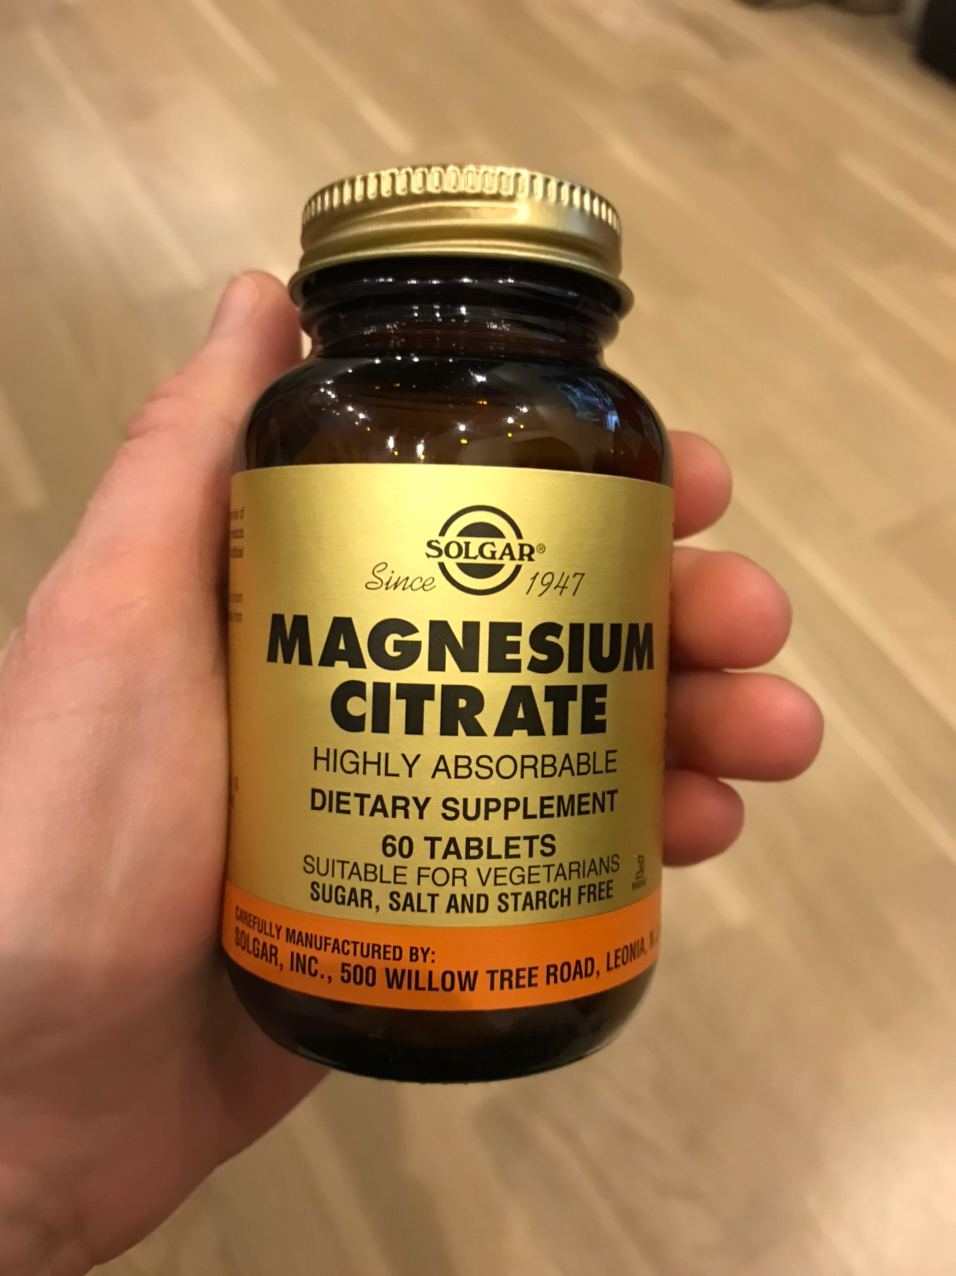 SOLGAR®
Since 1947
MAGNESIUM
CITRATE
HIGHLY ABSORBABLE
DIETARY SUPPLEMENT
60 TABLETS
SUITABLE FOR VEGETARIANS
SUGAR, SALT AND STARCH FREE
CAREFULLY MANUFACTURED BY:
SOLGAR, INC., 500 WILLOW TREE ROAD, LEONIA,